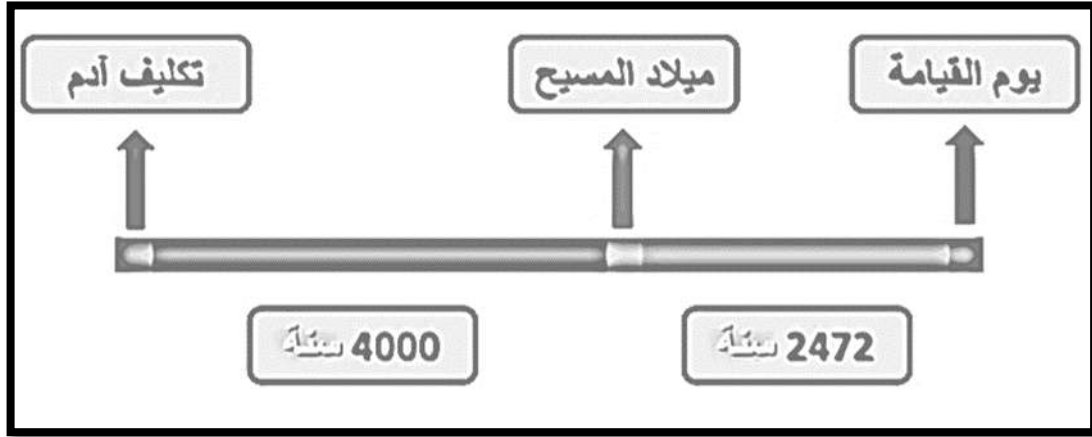 يوم القيامة
ميلاد المسيح
تكليف آدم
2472 سنة
4000 سنة